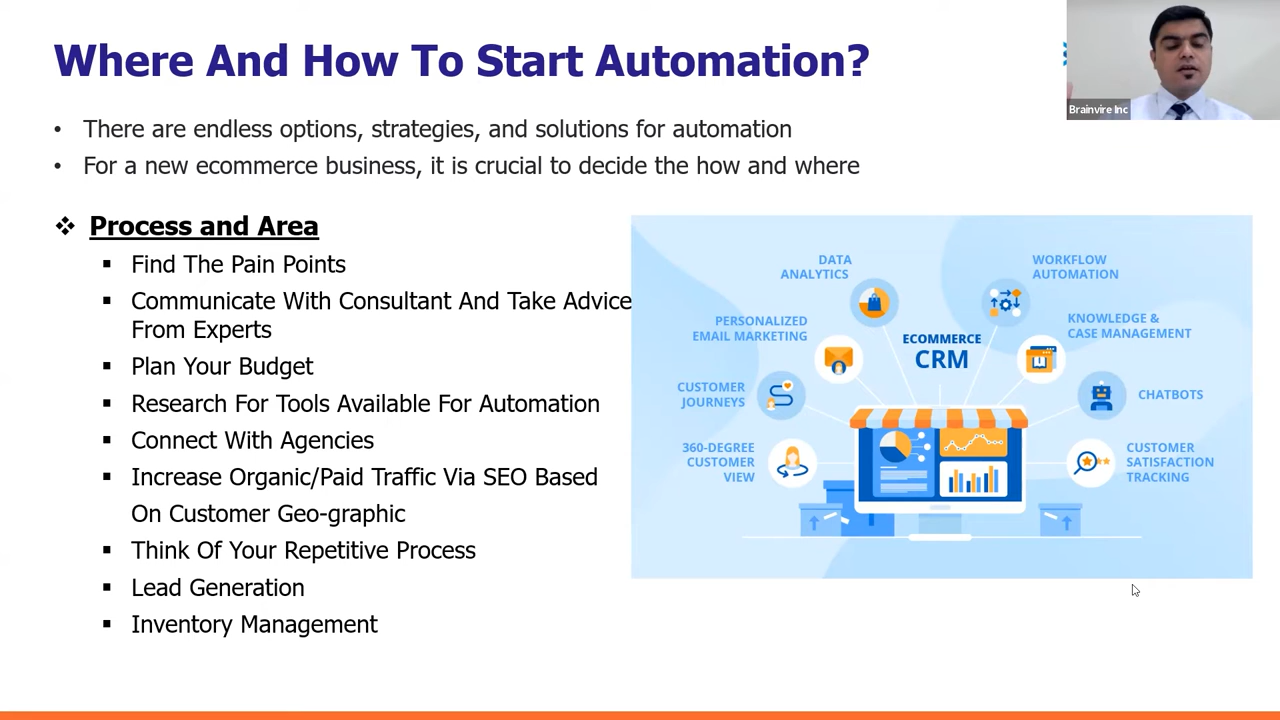 Where And How To Start Automation?
Brainvire Inc
• There are endless options, strategies, and solutions for automation
• For a new ecommerce business, it is crucial to decide the how and where
❖ Process and Area
▪ Find The Pain Points
▪ Communicate With Consultant And Take Advice
From Experts
▪ Plan Your Budget
▪ Research For Tools Available For Automation
▪ Connect With Agencies
▪ Increase Organic/Paid Traffic Via SEO Based
On Customer Geo-graphic
▪ Think Of Your Repetitive Process
▪ Lead Generation
▪ Inventory Management
DATA
ANALYTICS
WORKFLOW
AUTOMATION
PERSONALIZED
EMAIL MARKETING
ECOMMERCE
CRM
KNOWLEDGE &
CASE MANAGEMENT
CUSTOMER
JOURNEYS
CHATBOTS
360-DEGREE
CUSTOMER
VIEW
CUSTOMER
SATISFACTION
TRACKING